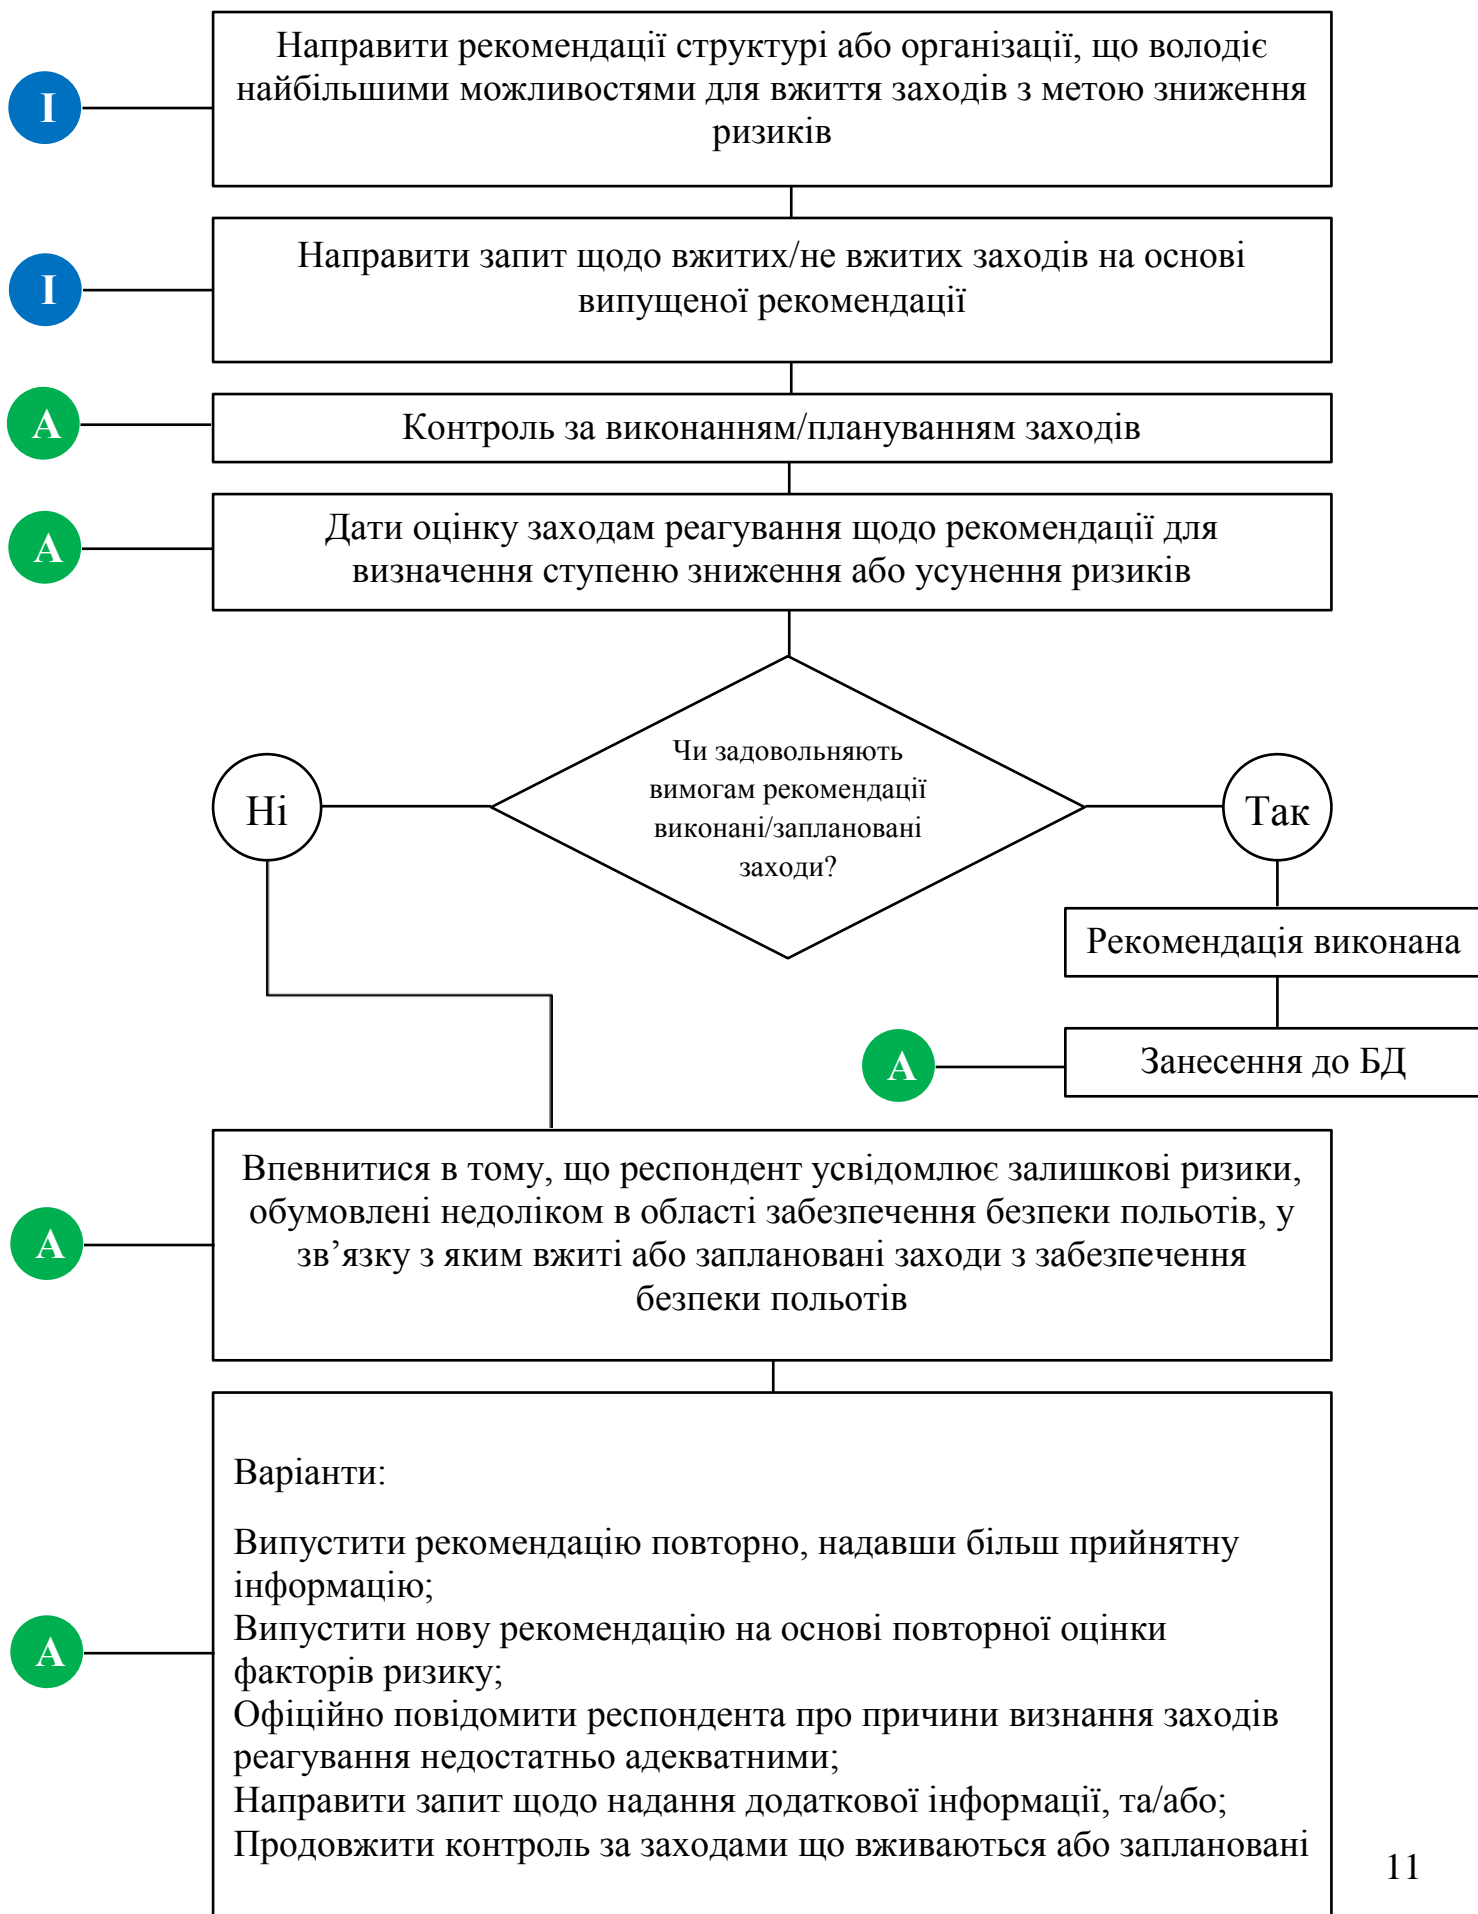 Направити рекомендації структурі або організації, що володіє
найбільшими можливостями для вжиття заходів з метою зниження
ризиків
І
Направити запит щодо вжитих/не вжитих заходів на основі
випущеної рекомендації
І
Контроль за виконанням/плануванням заходів
А
Дати оцінку заходам реагування щодо рекомендації для
визначення ступеню зниження або усунення ризиків
А
Чи задовольняють
вимогам рекомендації
виконані/заплановані
заходи?
Ні
Так
Рекомендація виконана
Занесення до БД
А
Впевнитися в тому, що респондент усвідомлює залишкові ризики,
обумовлені недоліком в області забезпечення безпеки польотів, у
зв’язку з яким вжиті або заплановані заходи з забезпечення
безпеки польотів
А
Варіанти:
Випустити рекомендацію повторно, надавши більш прийнятну
інформацію;
Випустити нову рекомендацію на основі повторної оцінки
факторів ризику;
Офіційно повідомити респондента про причини визнання заходів
реагування недостатньо адекватними;
Направити запит щодо надання додаткової інформації, та/або;
Продовжити контроль за заходами що вживаються або заплановані
А
11